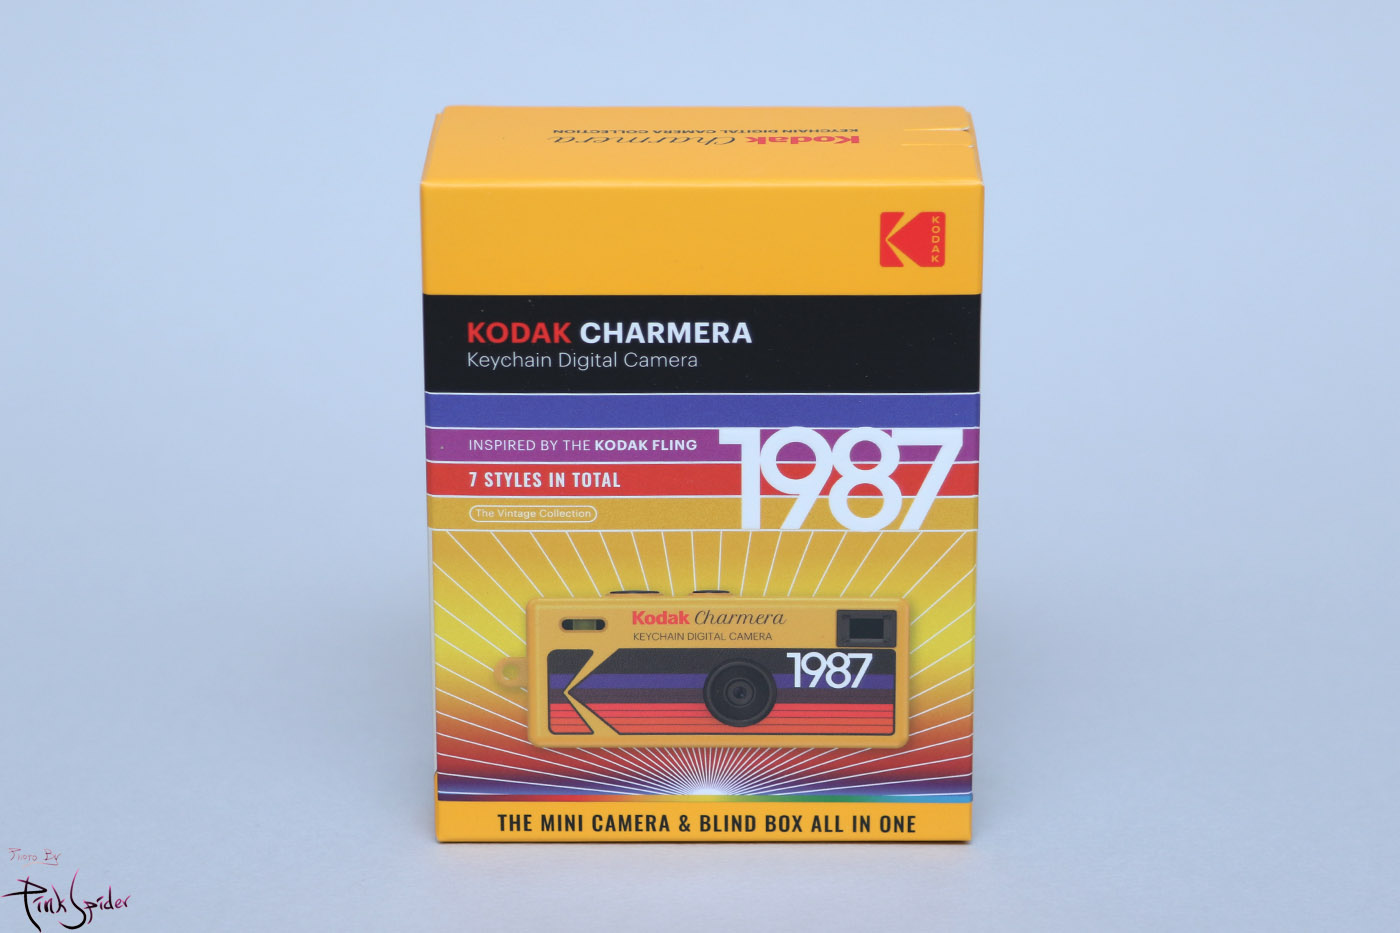 Kodak Charmera
KEYCHAIN DIGITAL CAMERA COLLECTION
KODAK
KODAK CHARMERA
Keychain Digital Camera
INSPIRED BY THE KODAK FLING
1987
7 STYLES IN TOTAL
The Vintage Collection
Kodak Charmera
KEYCHAIN DIGITAL CAMERA
1987
THE MINI CAMERA & BLIND BOX ALL IN ONE
Photo By
PinkSpider